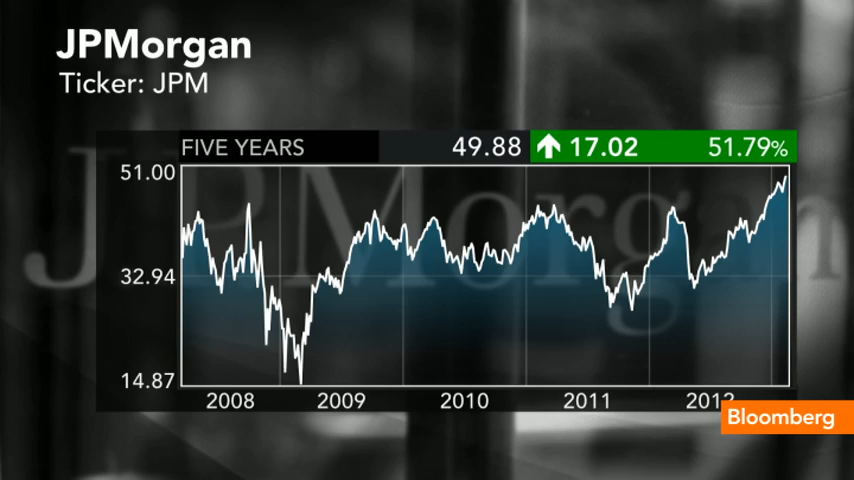 JPMorgan
Ticker: JPM
FIVE YEARS 49.88 17.02 51.79%
51.00
32.94
14.87
2008 2009 2010 2011 2012
Bloomberg
JPMorgan